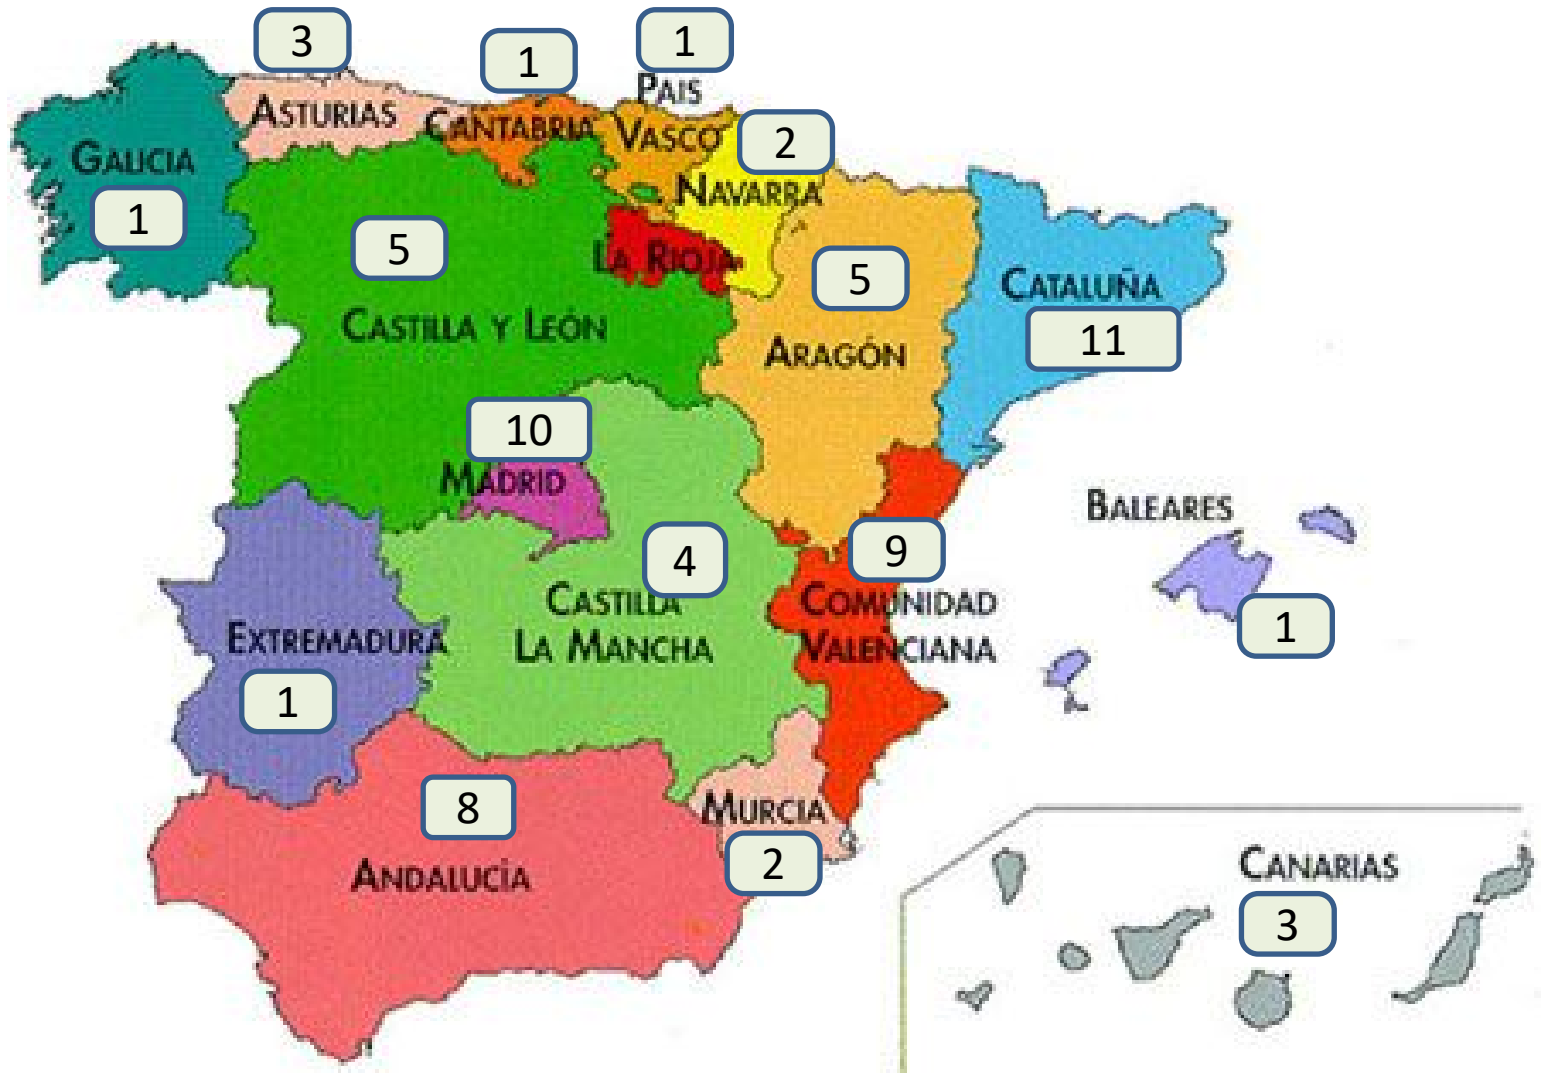 3
1
1
PAIS
ASTURIAS
CANTABRIA
VASCO
2
GALICIA
NAVARRA
1
5
LA RIOJA
5
CATALUÑA
CASTILLA Y LEÓN
11
ARAGÓN
10
MADRID
BALEARES
9
4
CASTILLA
LA MANCHA
COMUNIDAD
VALENCIANA
1
EXTREMADURA
1
8
MURCIA
2
ANDALUCÍA
CANARIAS
3